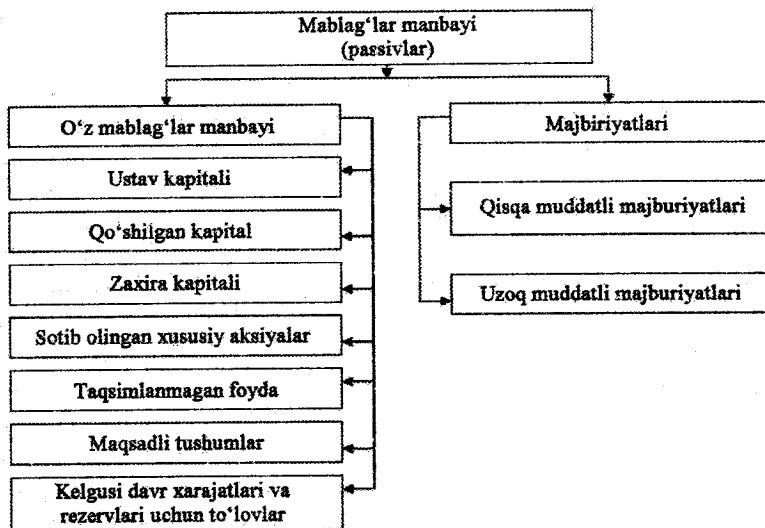 Mablag‘lar manbayi
(passivlar)
O‘z mablag‘lar manbayi
Ustav kapitali
Qo‘shilgan kapital
Zaxira kapitali
Sotib olingan xususiy aksiyalar
Taqsimlanmagan foyda
Maqsadli tushumlar
Kelgusi davr xarajatlari va
rezervlari uchun to‘lovlar
Majbiriyatlari
Qisqa muddatli majburiyatlari
Uzoq muddatli majburiyatlari